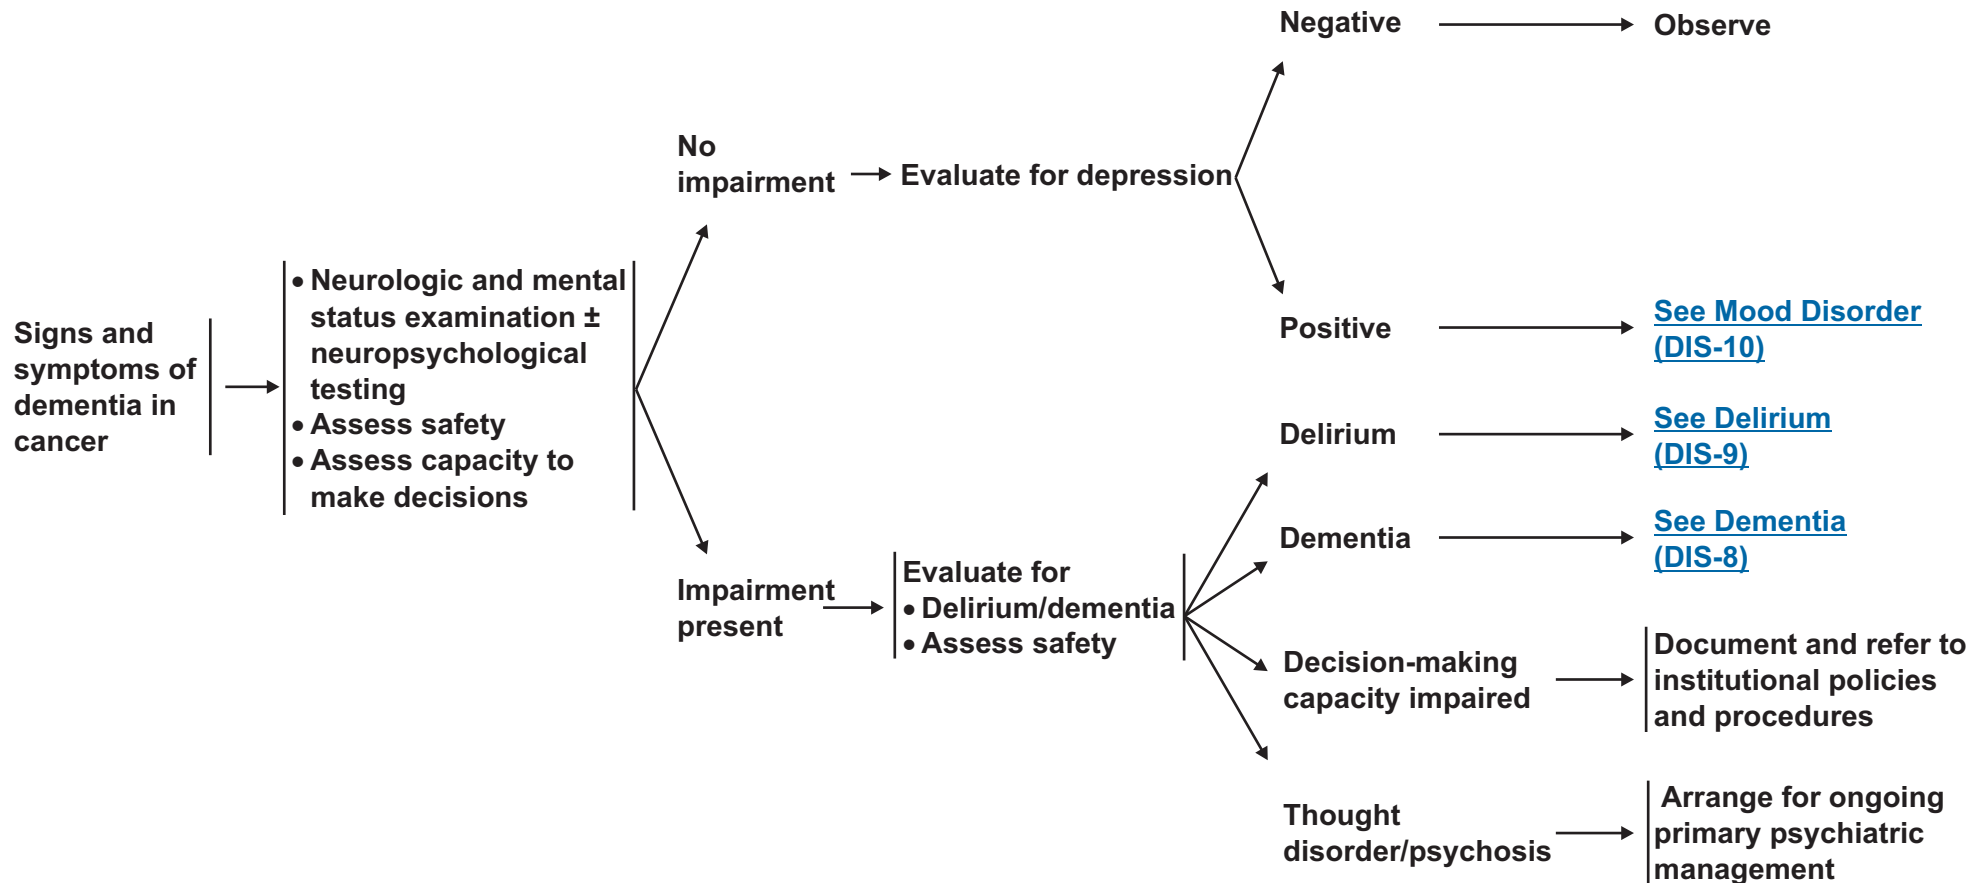 Signs and
symptoms of
dementia in
cancer
• Neurologic and mental
status examination ±
neuropsychological
testing
• Assess safety
• Assess capacity to
make decisions
No
impairment
Evaluate for depression
Negative
Observe
Positive
See Mood Disorder
(DIS-10)
Impairment
present
Evaluate for
• Delirium/dementia
• Assess safety
Delirium
See Delirium
(DIS-9)
Dementia
See Dementia
(DIS-8)
Decision-making
capacity impaired
Document and refer to
institutional policies
and procedures
Thought
disorder/psychosis
Arrange for ongoing
primary psychiatric
management